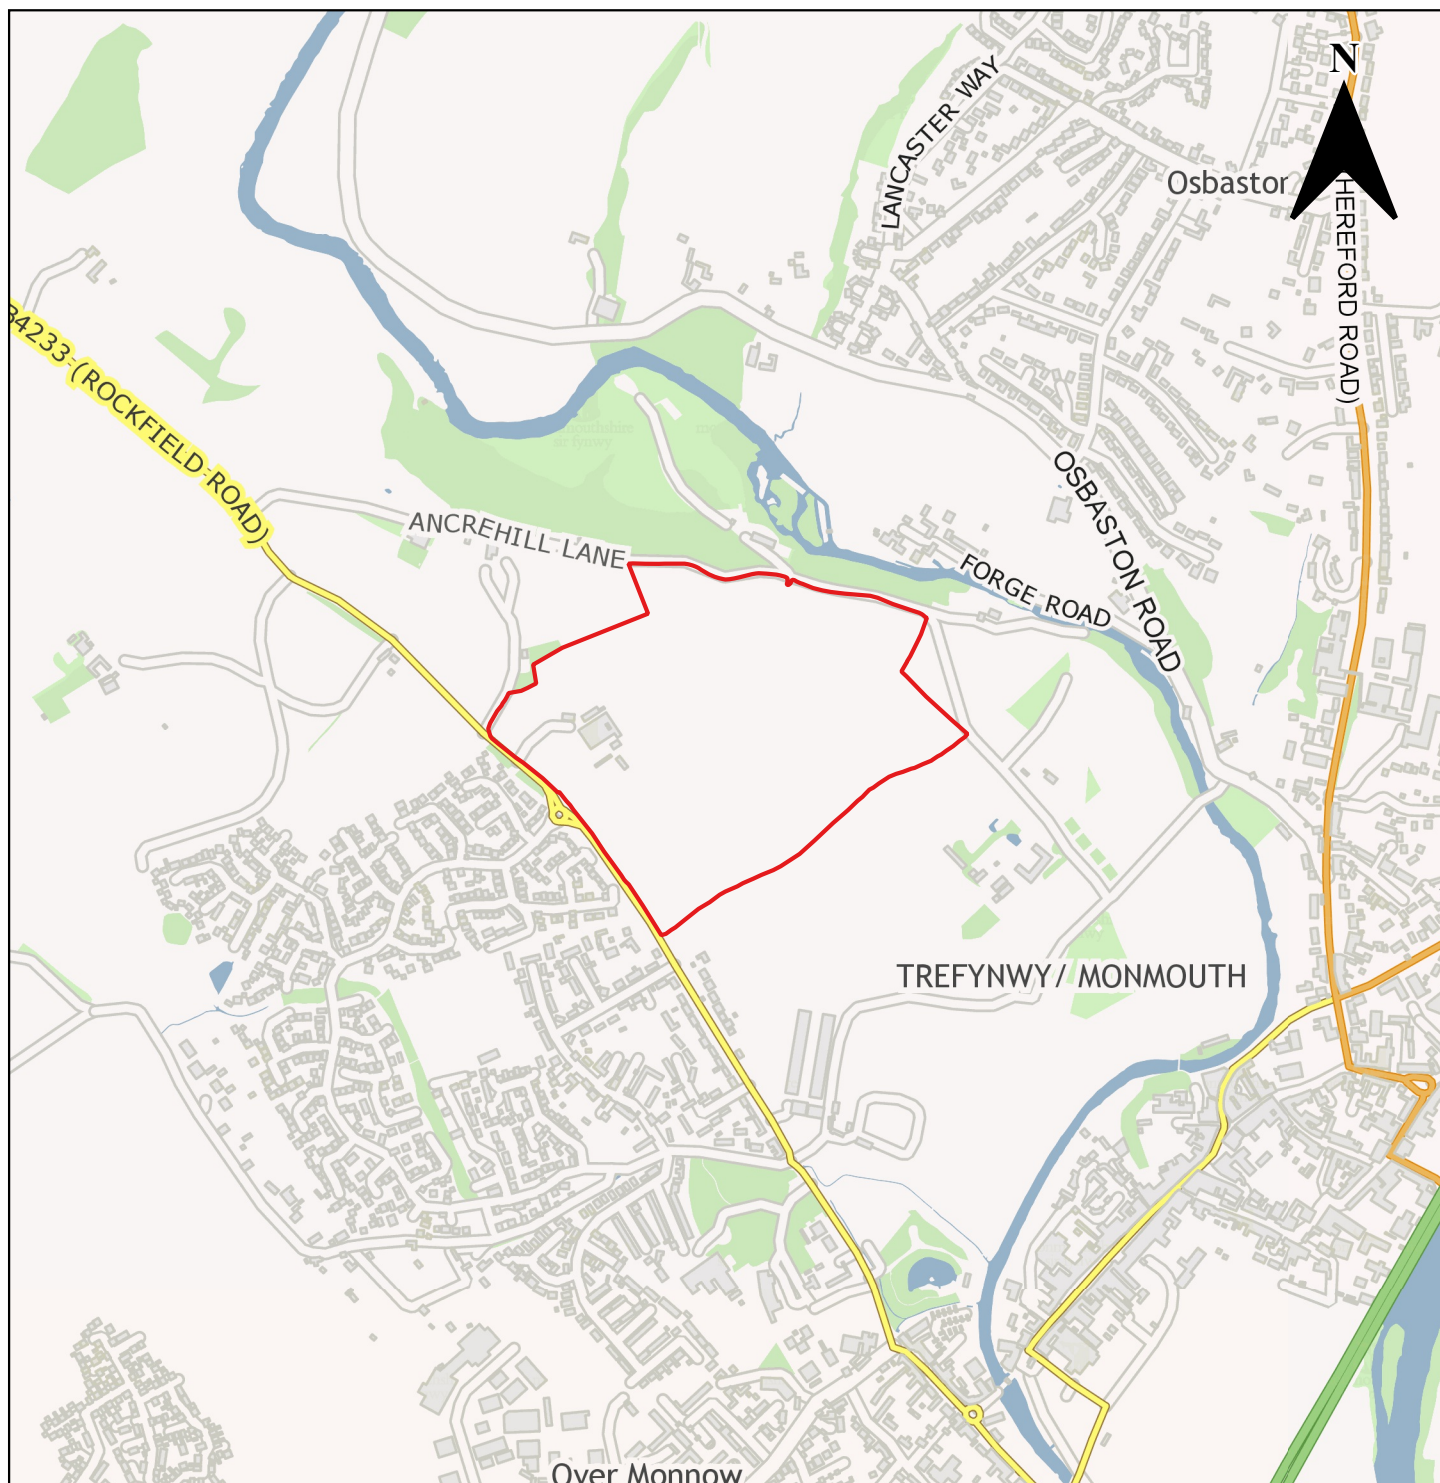 N
LANCASTER WAY
Osbastor
HEREFORD ROAD)
B4233 (ROCKFIELD ROAD)
ANCREHILL LANE
OSBASTON ROAD
FORGE ROAD
TREFYNWY/ MONMOUTH
Over Monnow